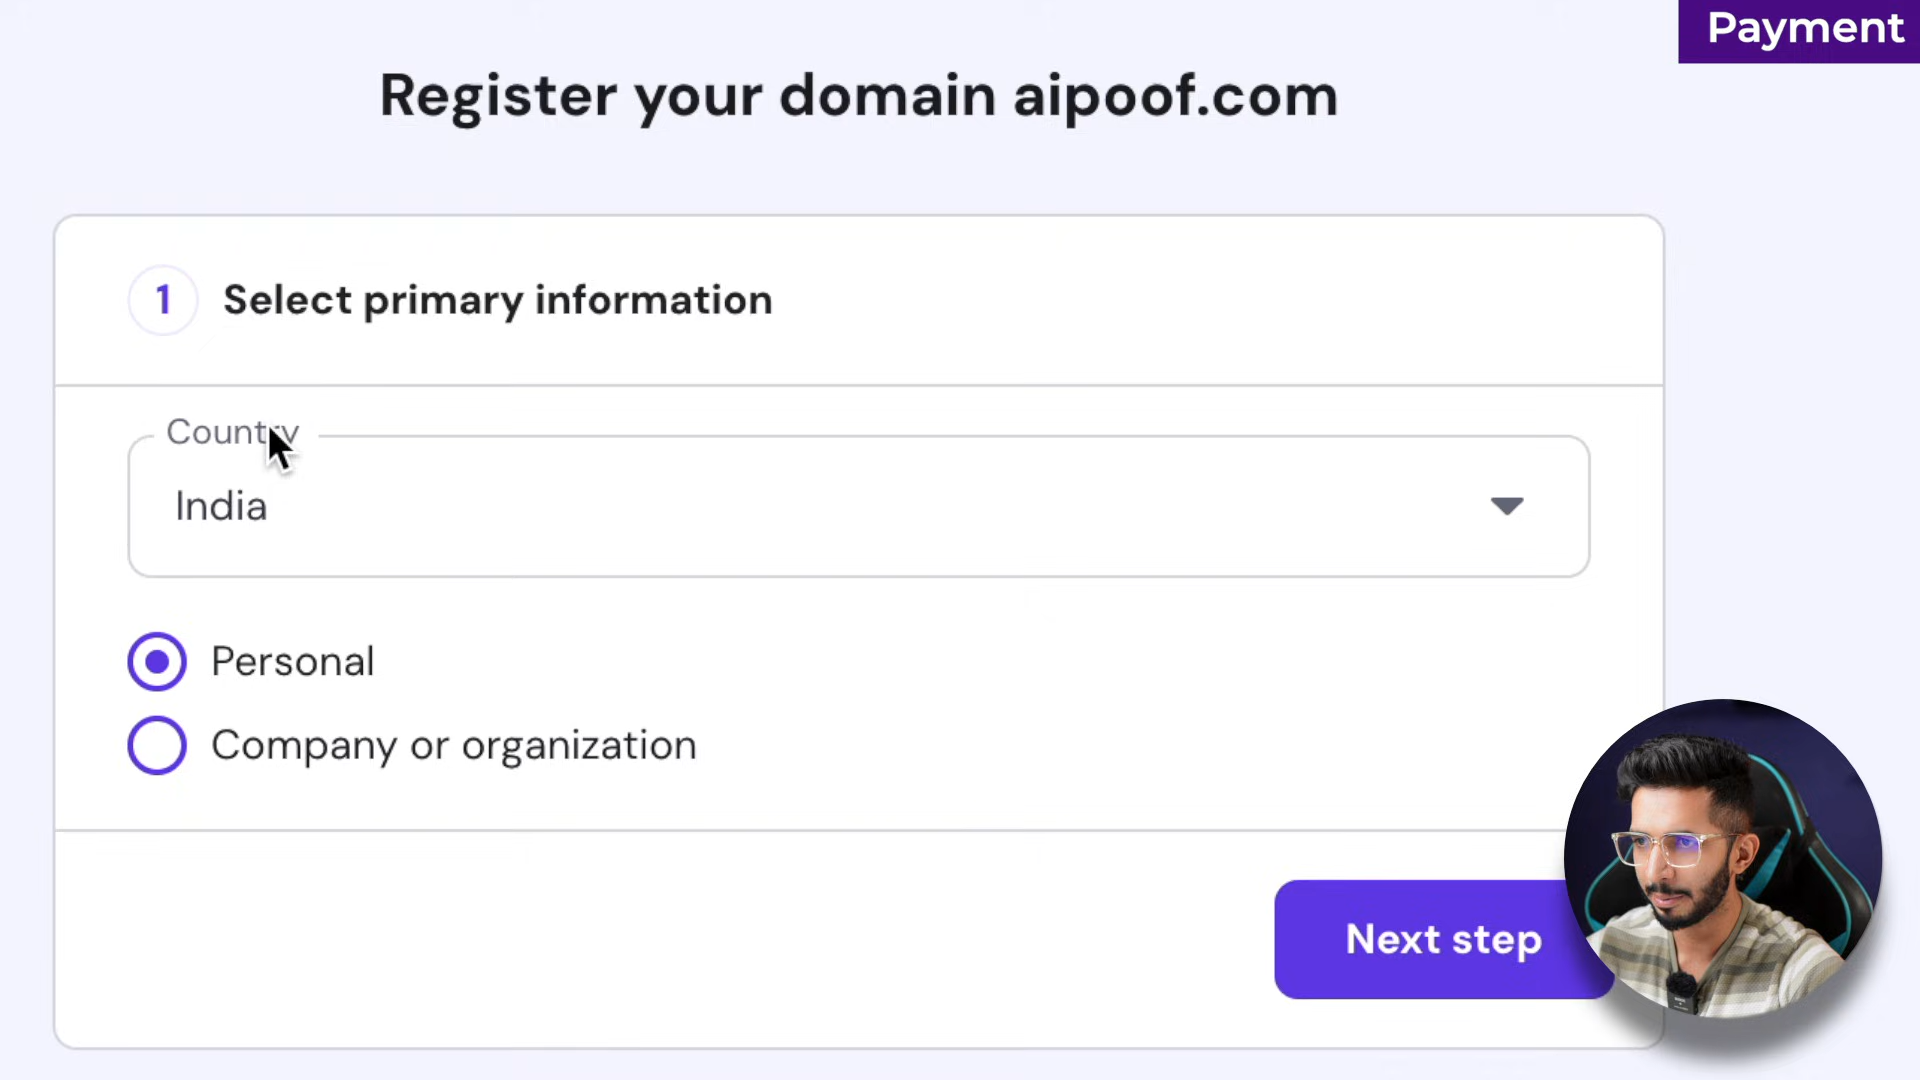 Payment
Register your domain aipoof.com
1 Select primary information
Country
India
Personal
Company or organization
Next step